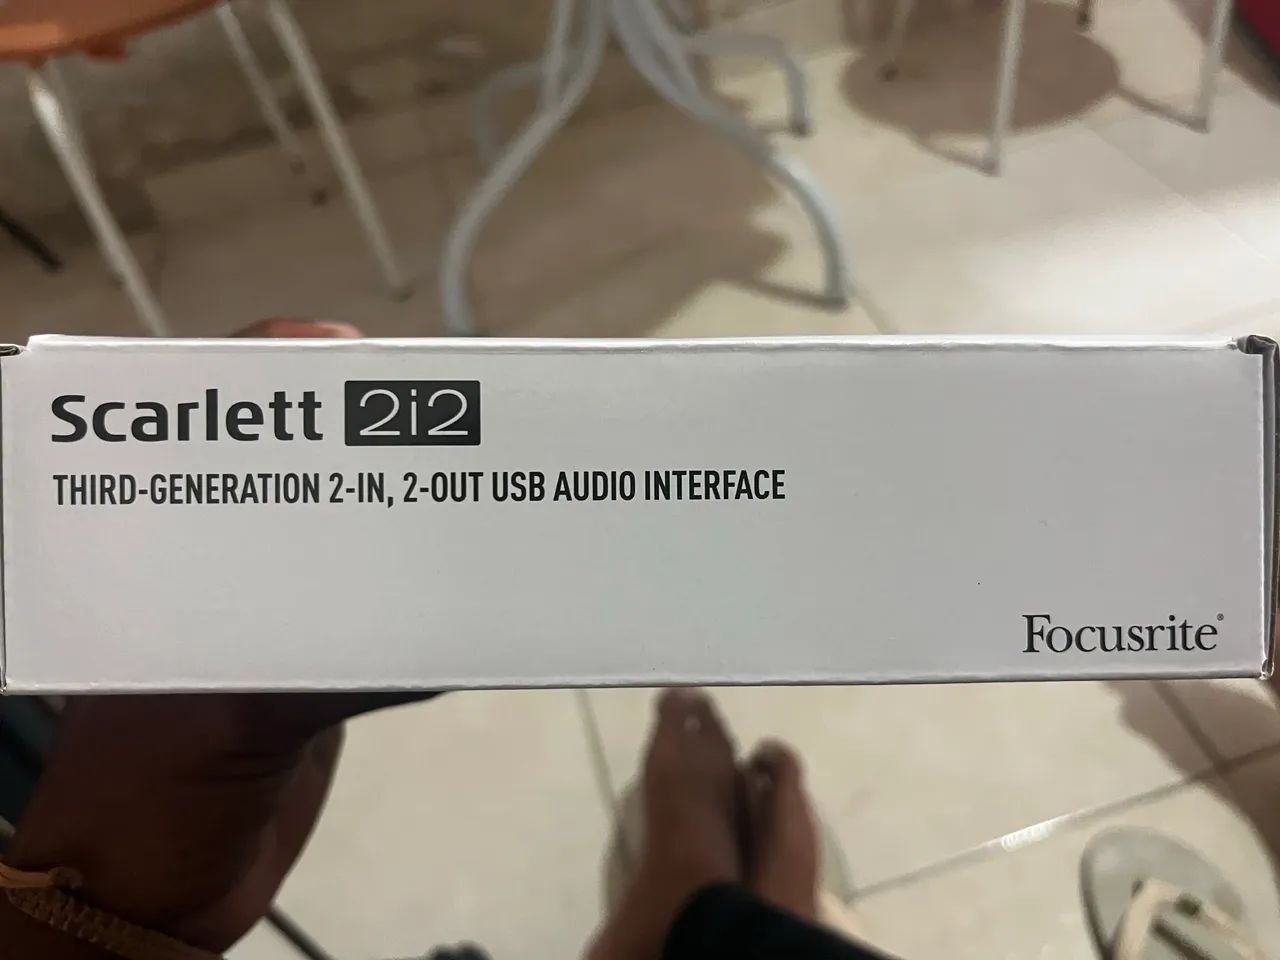 Scarlett 2i2
THIRD-GENERATION 2-IN, 2-OUT USB AUDIO INTERFACE
Focusrite®